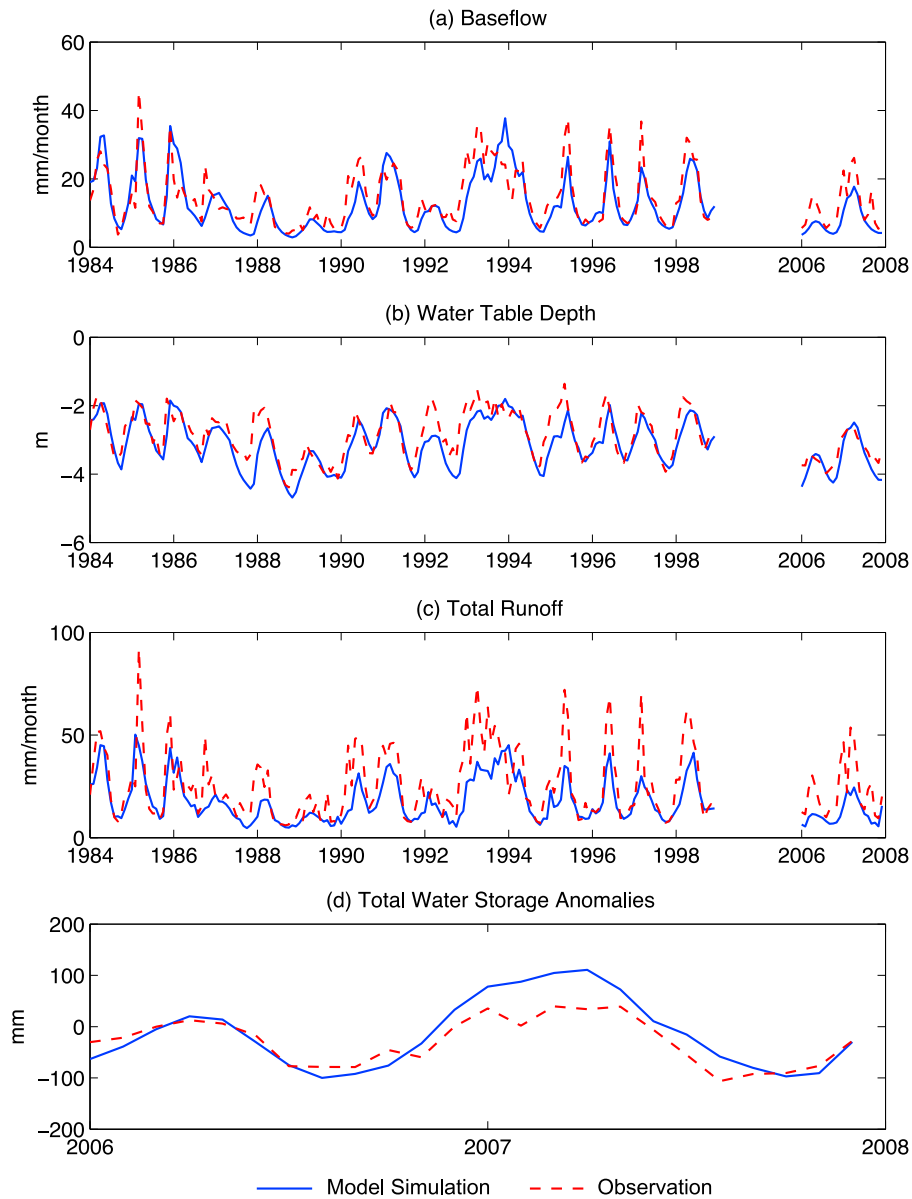 (a) Baseflow
60
40
20
0
mm/month
1984 1986 1988 1990 1992 1994 1996 1998 2006 2008
(b) Water Table Depth
0
−2
−4
−6
m
1984 1986 1988 1990 1992 1994 1996 1998 2006 2008
(c) Total Runoff
100
50
0
mm/month
1984 1986 1988 1990 1992 1994 1996 1998 2006 2008
(d) Total Water Storage Anomalies
200
100
0
−100
−200
mm
2006 2007 2008
Model Simulation Observation